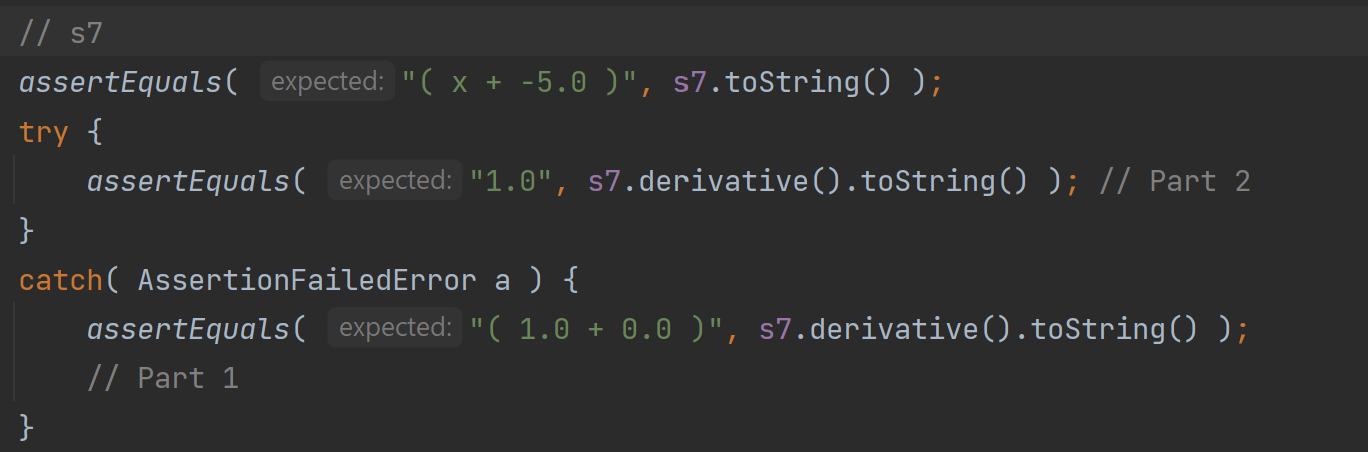 // s7
assertEquals( expected: "( x + -5.0 )", s7.toString() );
try {
assertEquals( expected: "1.0", s7.derivative().toString() ); // Part 2
}
catch( AssertionFailedError a ) {
assertEquals( expected: "( 1.0 + 0.0 )", s7.derivative().toString() );
// Part 1
}